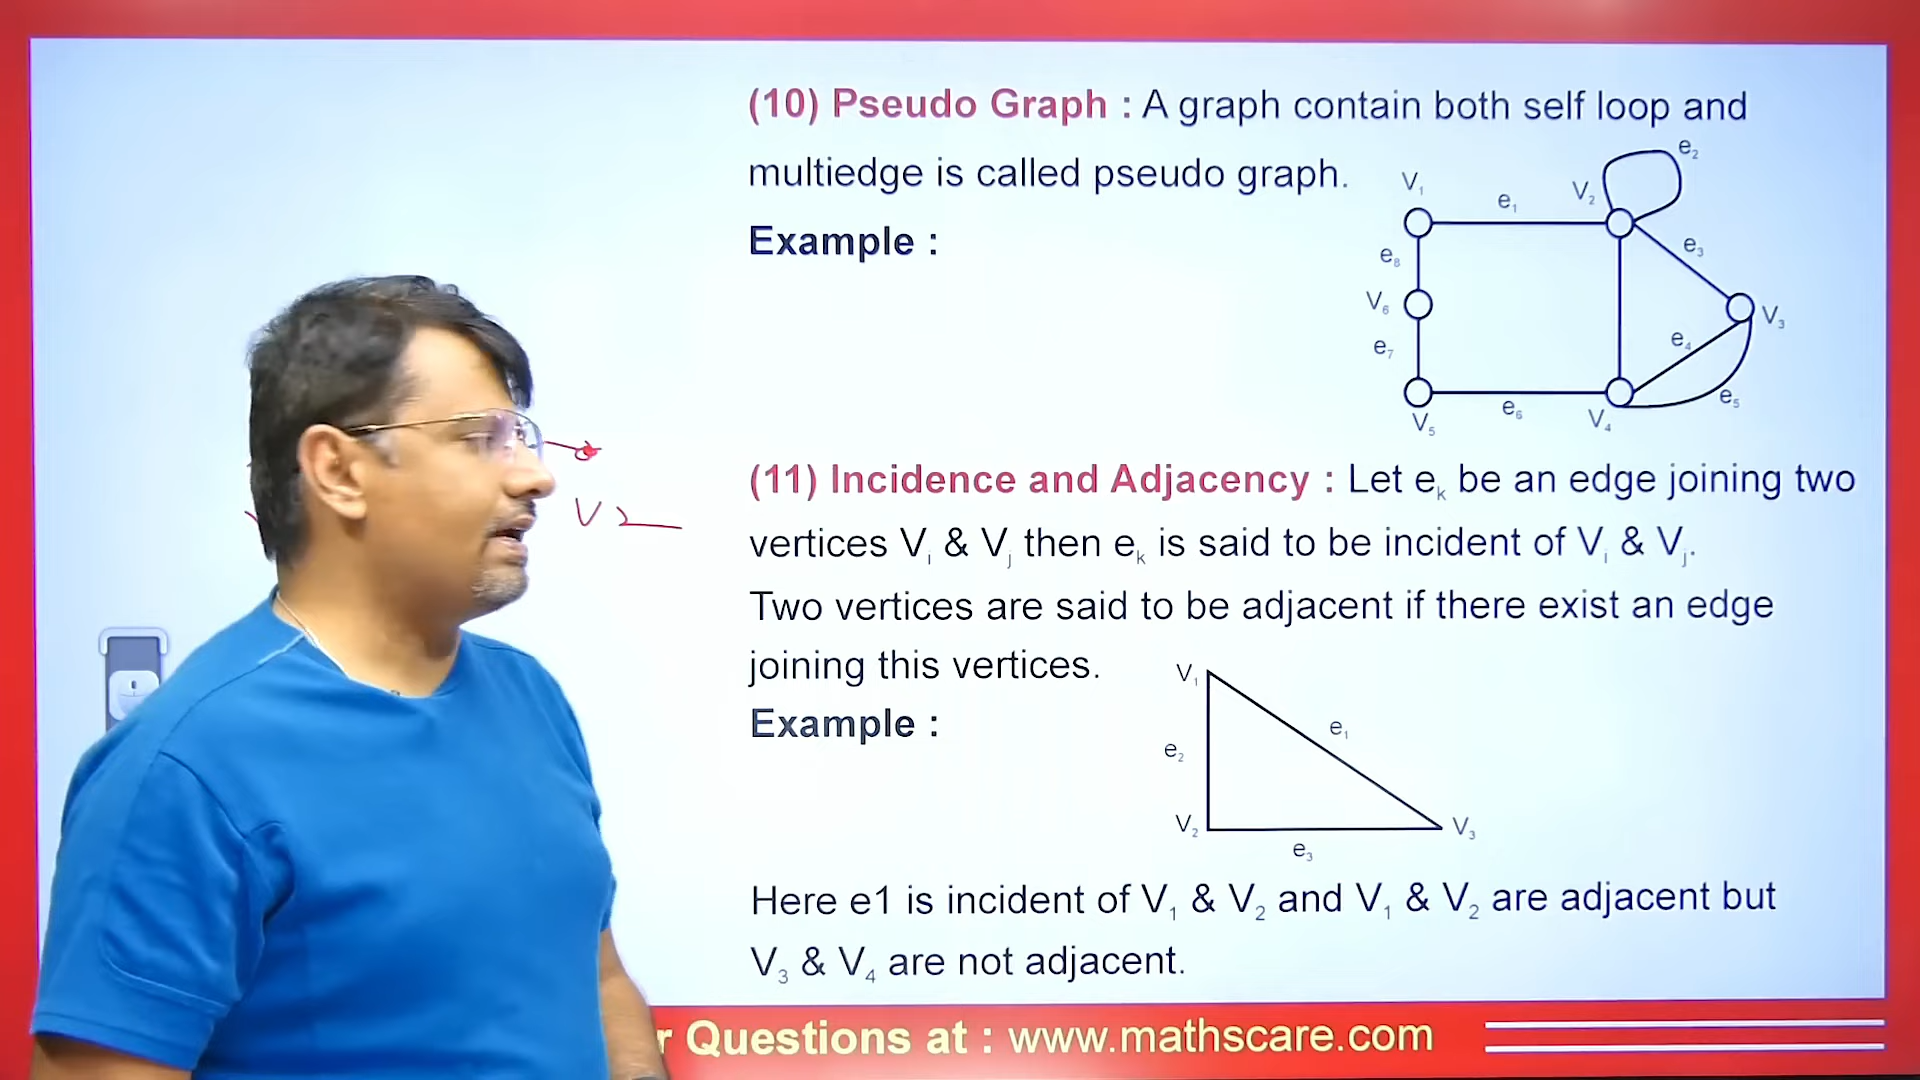 (10) Pseudo Graph : A graph contain both self loop and
multiedge is called pseudo graph.
Example :
V₁ e₁ V₂ e₂
e₈ e₃
V₆ V₃
e₇ e₄
V₅ e₆ V₄ e₅
V2
(11) Incidence and Adjacency : Let eₖ be an edge joining two
vertices Vᵢ & Vⱼ then eₖ is said to be incident of Vᵢ & Vⱼ.
Two vertices are said to be adjacent if there exist an edge
joining this vertices.
Example :
V₁
e₁
e₂
V₂ V₃
e₃
Here e1 is incident of V₁ & V₂ and V₁ & V₂ are adjacent but
V₃ & V₄ are not adjacent.
r Questions at : www.mathscare.com